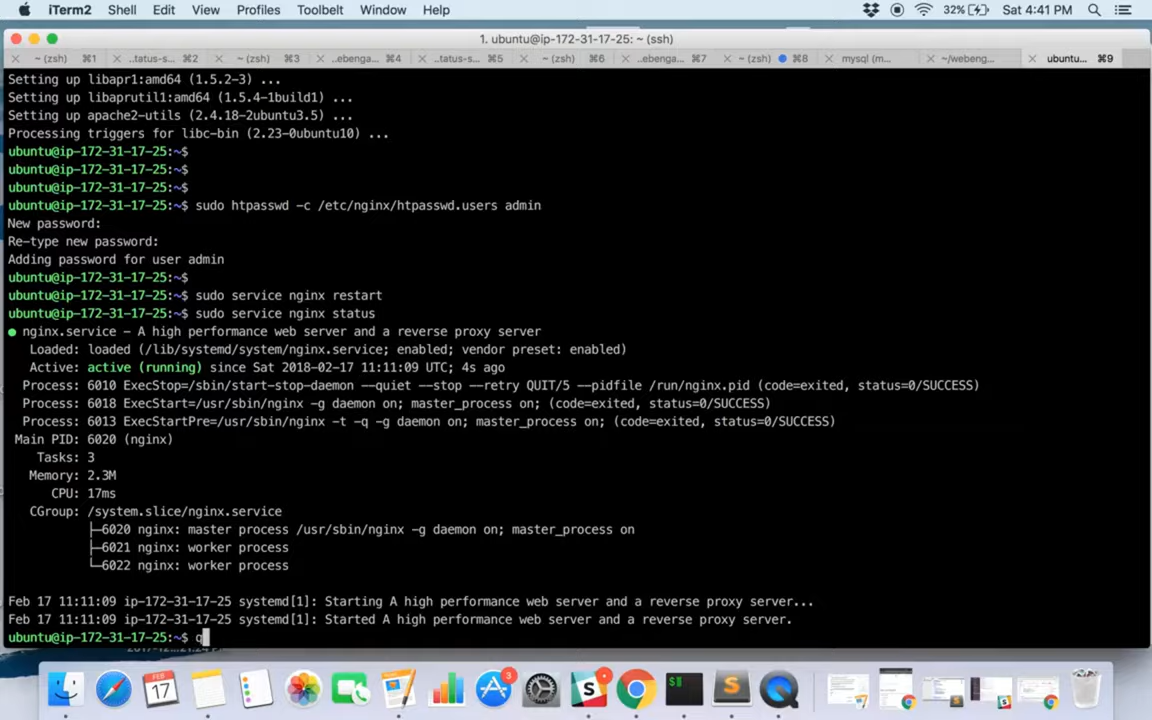 iTerm2 Shell Edit View Profiles Toolbelt Window Help 32% Sat 4:41 PM
1. ubuntu@ip-172-31-17-25: ~ (ssh)
~ (zsh) ⌘1 ..tatus-s... ⌘2 ~ (zsh) ⌘3 ..ebenga... ⌘4 ..tatus-s... ⌘5 ~ (zsh) ⌘6 ..ebenga... ⌘7 ~ (zsh) ⌘8 mysql (m... ~/webeng... ubuntu... ⌘9
Setting up libapr1:amd64 (1.5.2-3) ...
Setting up libaprutil1:amd64 (1.5.4-1build1) ...
Setting up apache2-utils (2.4.18-2ubuntu3.5) ...
Processing triggers for libc-bin (2.23-0ubuntu10) ...
ubuntu@ip-172-31-17-25:~$
ubuntu@ip-172-31-17-25:~$
ubuntu@ip-172-31-17-25:~$
ubuntu@ip-172-31-17-25:~$ sudo htpasswd -c /etc/nginx/htpasswd.users admin
New password:
Re-type new password:
Adding password for user admin
ubuntu@ip-172-31-17-25:~$
ubuntu@ip-172-31-17-25:~$ sudo service nginx restart
ubuntu@ip-172-31-17-25:~$ sudo service nginx status
● nginx.service - A high performance web server and a reverse proxy server
Loaded: loaded (/lib/systemd/system/nginx.service; enabled; vendor preset: enabled)
Active: active (running) since Sat 2018-02-17 11:11:09 UTC; 4s ago
Process: 6010 ExecStop=/sbin/start-stop-daemon --quiet --stop --retry QUIT/5 --pidfile /run/nginx.pid (code=exited, status=0/SUCCESS)
Process: 6018 ExecStart=/usr/sbin/nginx -g daemon on; master_process on; (code=exited, status=0/SUCCESS)
Process: 6013 ExecStartPre=/usr/sbin/nginx -t -q -g daemon on; master_process on; (code=exited, status=0/SUCCESS)
Main PID: 6020 (nginx)
Tasks: 3
Memory: 2.3M
CPU: 17ms
CGroup: /system.slice/nginx.service
├─6020 nginx: master process /usr/sbin/nginx -g daemon on; master_process on
├─6021 nginx: worker process
└─6022 nginx: worker process
Feb 17 11:11:09 ip-172-31-17-25 systemd[1]: Starting A high performance web server and a reverse proxy server...
Feb 17 11:11:09 ip-172-31-17-25 systemd[1]: Started A high performance web server and a reverse proxy server.
ubuntu@ip-172-31-17-25:~$ q
FEB
17
3